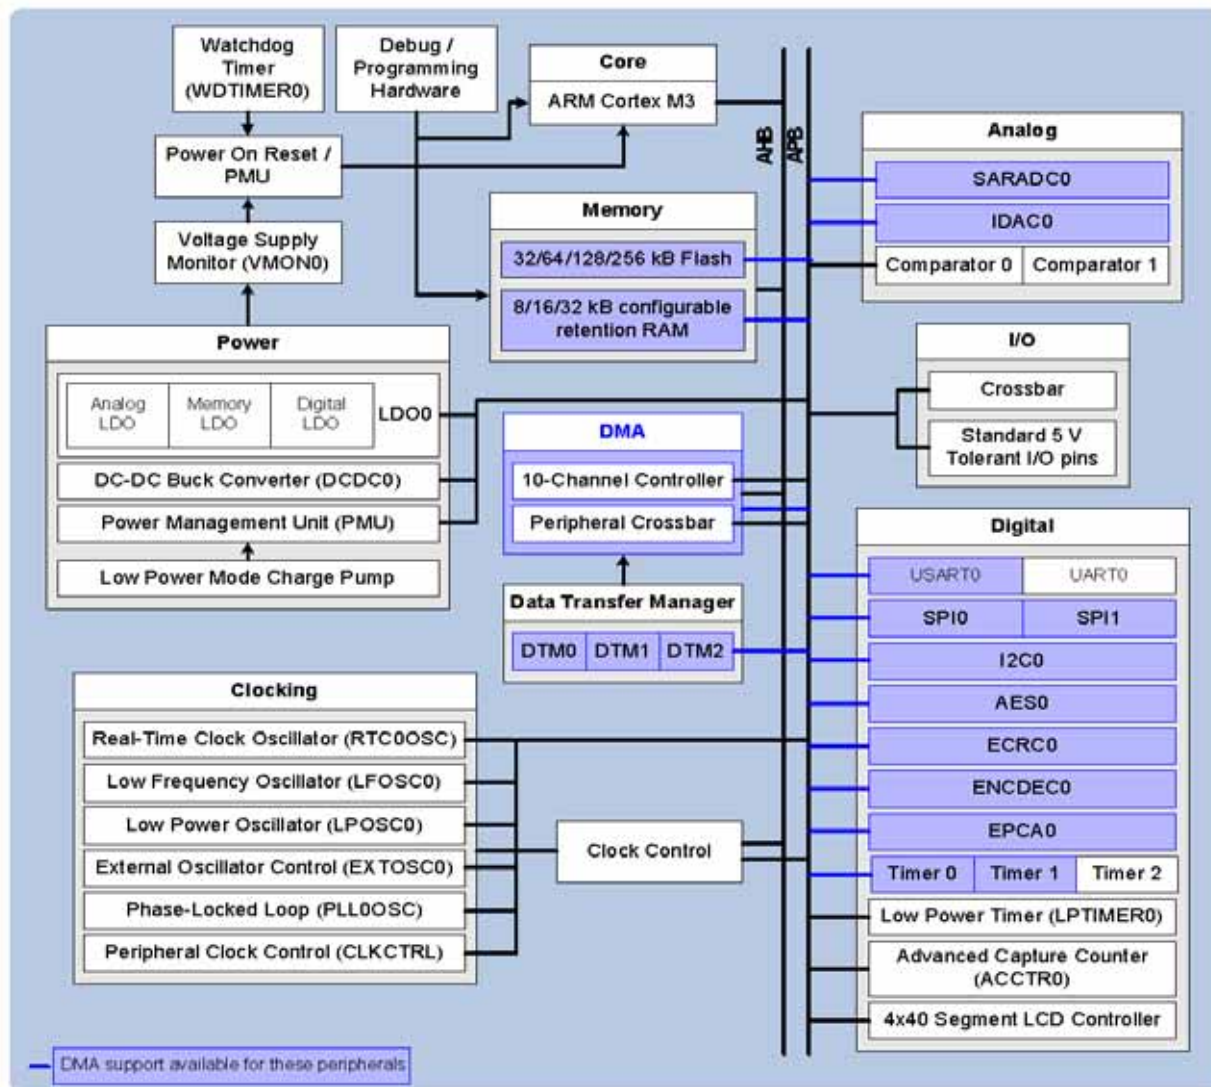 Watchdog
Timer
(WDTIMER0)
Debug /
Programming
Hardware
Core
ARM Cortex M3
AHB
APB
Power On Reset /
PMU
Voltage Supply
Monitor (VMON0)
Memory
32/64/128/256 kB Flash
8/16/32 kB configurable
retention RAM
Analog
SARADC0
IDAC0
Comparator 0 Comparator 1
Power
Analog
LDO
Memory
LDO
Digital
LDO
LDO0
DC-DC Buck Converter (DCDC0)
Power Management Unit (PMU)
Low Power Mode Charge Pump
I/O
Crossbar
Standard 5 V
Tolerant I/O pins
DMA
10-Channel Controller
Peripheral Crossbar
Data Transfer Manager
DTM0 DTM1 DTM2
Digital
USART0 UART0
SPI0 SPI1
I2C0
AES0
ECRC0
ENCDEC0
EPCA0
Timer 0 Timer 1 Timer 2
Low Power Timer (LPTIMER0)
Advanced Capture Counter
(ACCTR0)
4x40 Segment LCD Controller
Clocking
Real-Time Clock Oscillator (RTC0OSC)
Low Frequency Oscillator (LFOSC0)
Low Power Oscillator (LPOSC0)
External Oscillator Control (EXTOSC0)
Phase-Locked Loop (PLL0OSC)
Peripheral Clock Control (CLKCTRL)
Clock Control
DMA support available for these peripherals